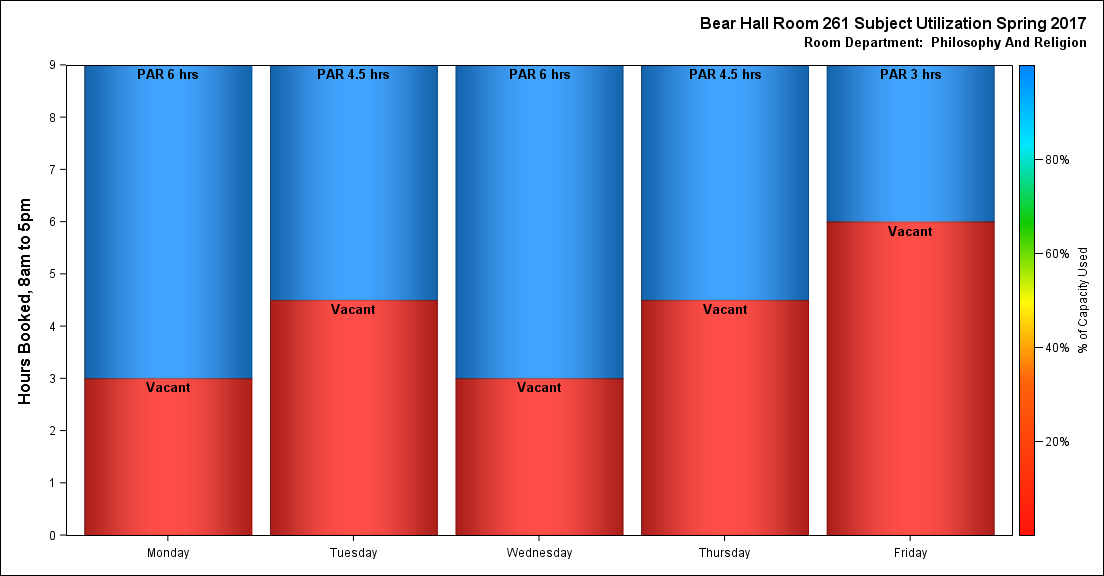 Bear Hall Room 261 Subject Utilization Spring 2017
Room Department:  Philosophy And Religion
Hours Booked, 8am to 5pm
9
8
7
6
5
4
3
2
1
0
PAR 6 hrs
PAR 4.5 hrs
PAR 6 hrs
PAR 4.5 hrs
PAR 3 hrs
Vacant
Vacant
Vacant
Vacant
Vacant
Monday
Tuesday
Wednesday
Thursday
Friday
80%
60%
40%
20%
% of Capacity Used